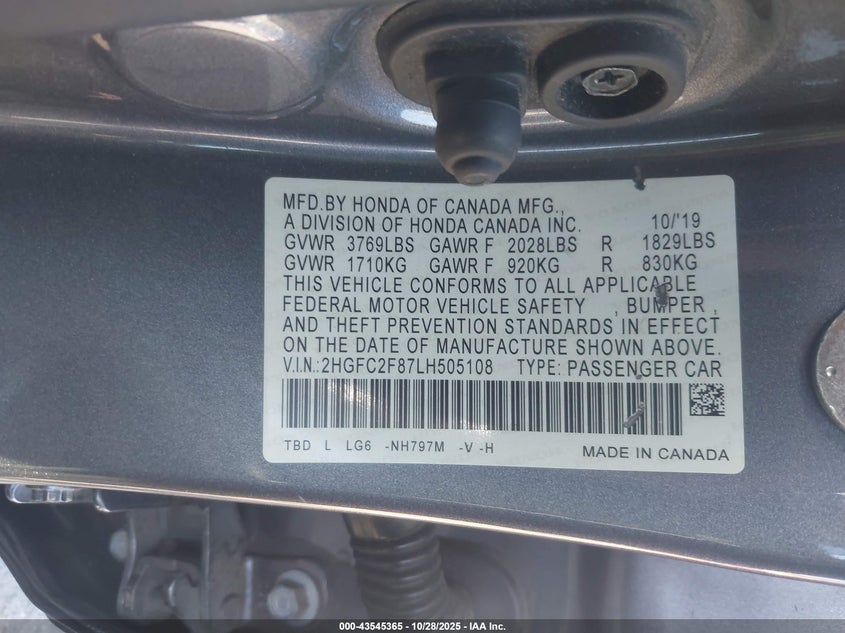 MFD.BY HONDA OF CANADA MFG.,
A DIVISION OF HONDA CANADA INC. 10/'19
GVWR 3769LBS GAWR F 2028LBS R 1829LBS
GVWR 1710KG GAWR F 920KG R 830KG
THIS VEHICLE CONFORMS TO ALL APPLICABLE
FEDERAL MOTOR VEHICLE SAFETY , BUMPER ,
AND THEFT PREVENTION STANDARDS IN EFFECT
ON THE DATE OF MANUFACTURE SHOWN ABOVE.
V.I.N.:2HGFC2F87LH505108 TYPE: PASSENGER CAR
TBD L LG6 -NH797M -V -H MADE IN CANADA
000-43545365 | 10/28/2025 - IAA Inc.